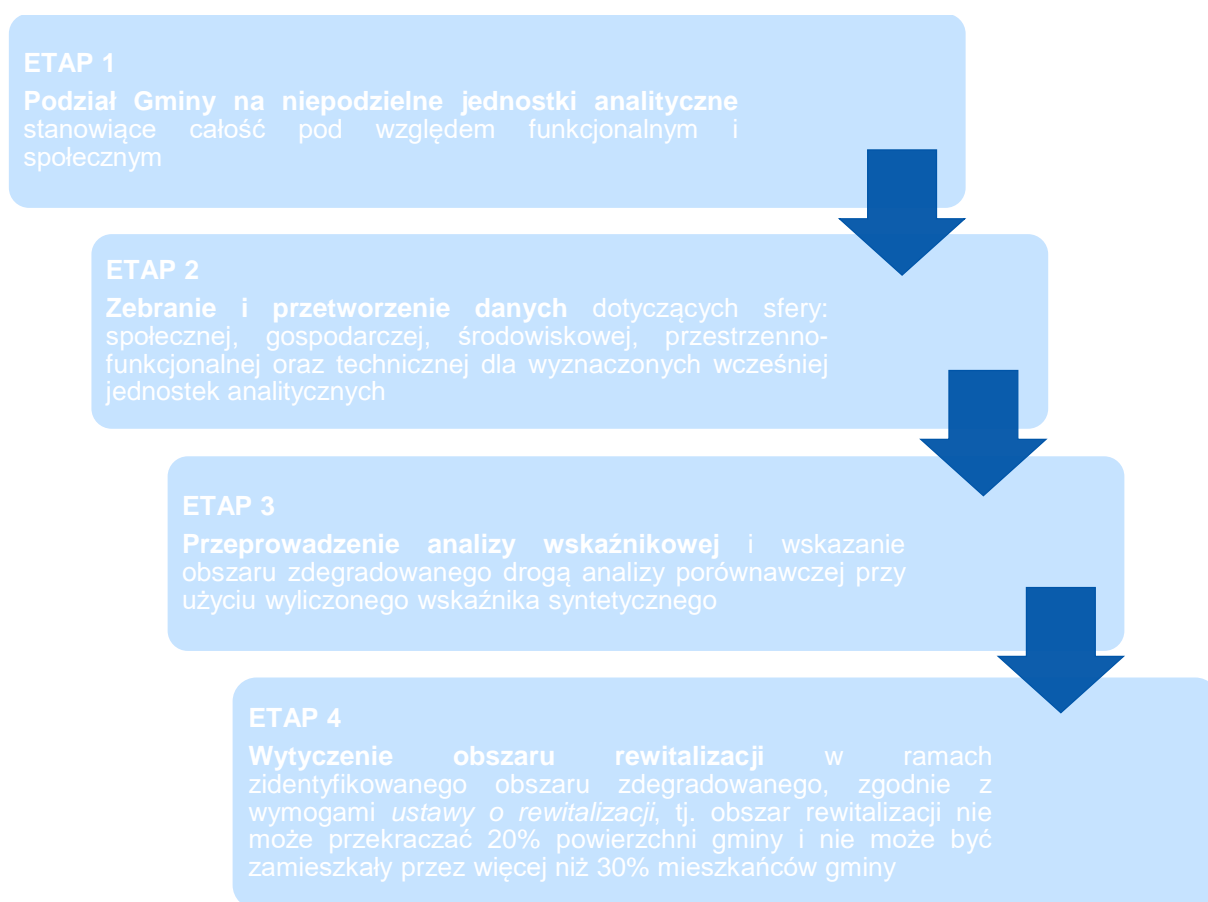 ETAP 1
Podział Gminy na niepodzielne jednostki analityczne
stanowiące całość pod względem funkcjonalnym i
społecznym
ETAP 2
Zebranie i przetworzenie danych dotyczących sfery:
społecznej, gospodarczej, środowiskowej, przestrzenno-
funkcjonalnej oraz technicznej dla wyznaczonych wcześniej
jednostek analitycznych
ETAP 3
Przeprowadzenie analizy wskaźnikowej i wskazanie
obszaru zdegradowanego drogą analizy porównawczej przy
użyciu wyliczonego wskaźnika syntetycznego
ETAP 4
Wytyczenie obszaru rewitalizacji w ramach
zidentyfikowanego obszaru zdegradowanego, zgodnie z
wymogami ustawy o rewitalizacji, tj. obszar rewitalizacji nie
może przekraczać 20% powierzchni gminy i nie może być
zamieszkały przez więcej niż 30% mieszkańców gminy